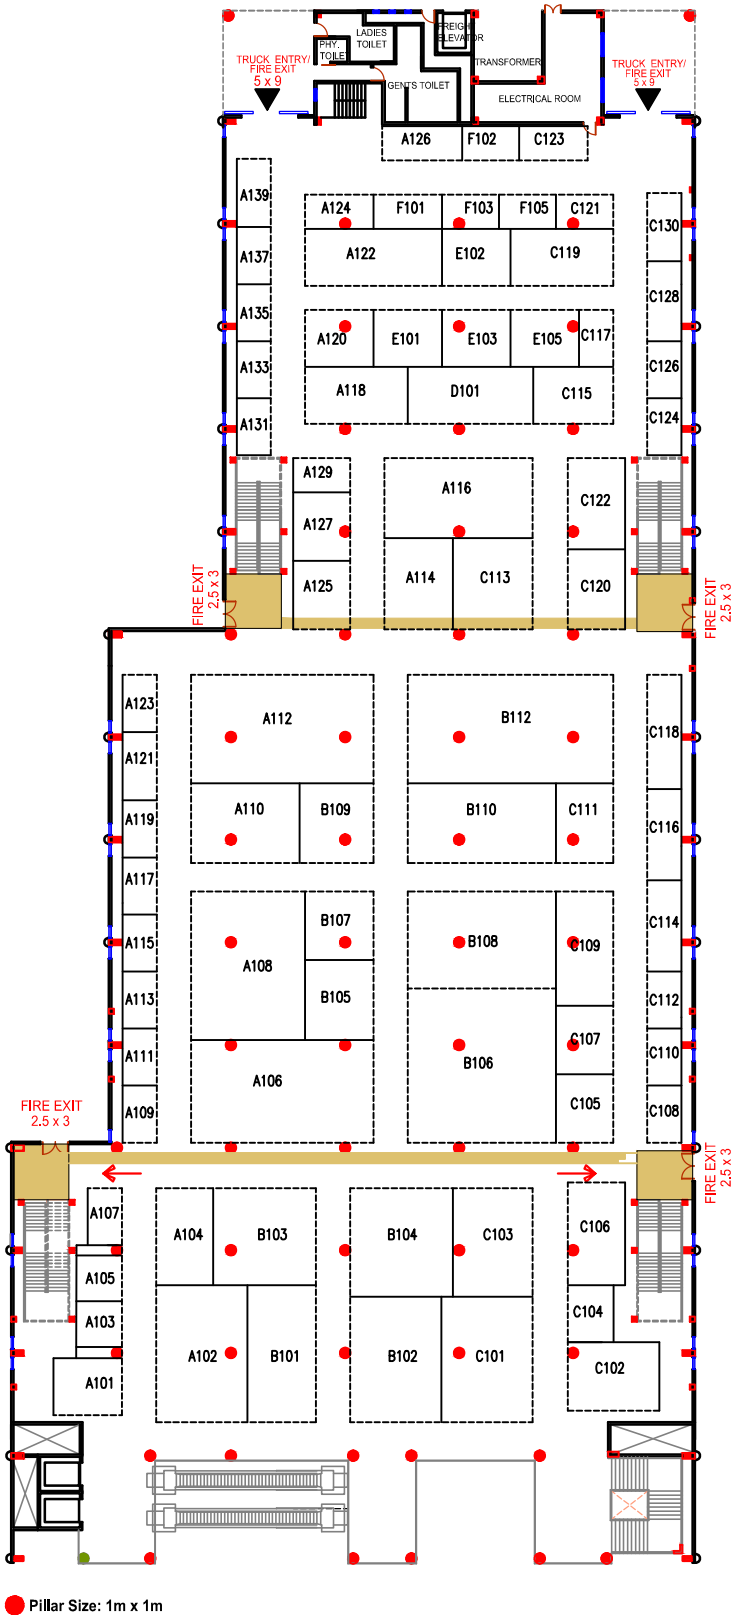 LADIES
TOILET
FREIGHT
ELEVATOR
PHY.
TOILET
TRUCK ENTRY/
FIRE EXIT
5 x 9
TRANSFORMER
TRUCK ENTRY/
FIRE EXIT
5 x 9
GENTS TOILET
ELECTRICAL ROOM
A126
F102
C123
A139
A124
F101
F103
F105
C121
C130
A137
A122
E102
C119
C128
A135
A120
E101
E103
E105
C117
A133
C126
A118
D101
C115
A131
C124
A129
A116
A127
C122
A125
A114
C113
C120
FIRE EXIT
2.5 x 3
FIRE EXIT
2.5 x 3
A123
A112
B112
C118
A121
A119
A110
B109
B110
C111
C116
A117
A115
A108
B107
B108
C109
C114
A113
B105
C112
A111
A106
B106
C107
C110
A109
C105
C108
FIRE EXIT
2.5 x 3
FIRE EXIT
2.5 x 3
A107
A104
B103
B104
C103
C106
A105
A103
C104
A101
A102
B101
B102
C101
C102
Pillar Size: 1m x 1m